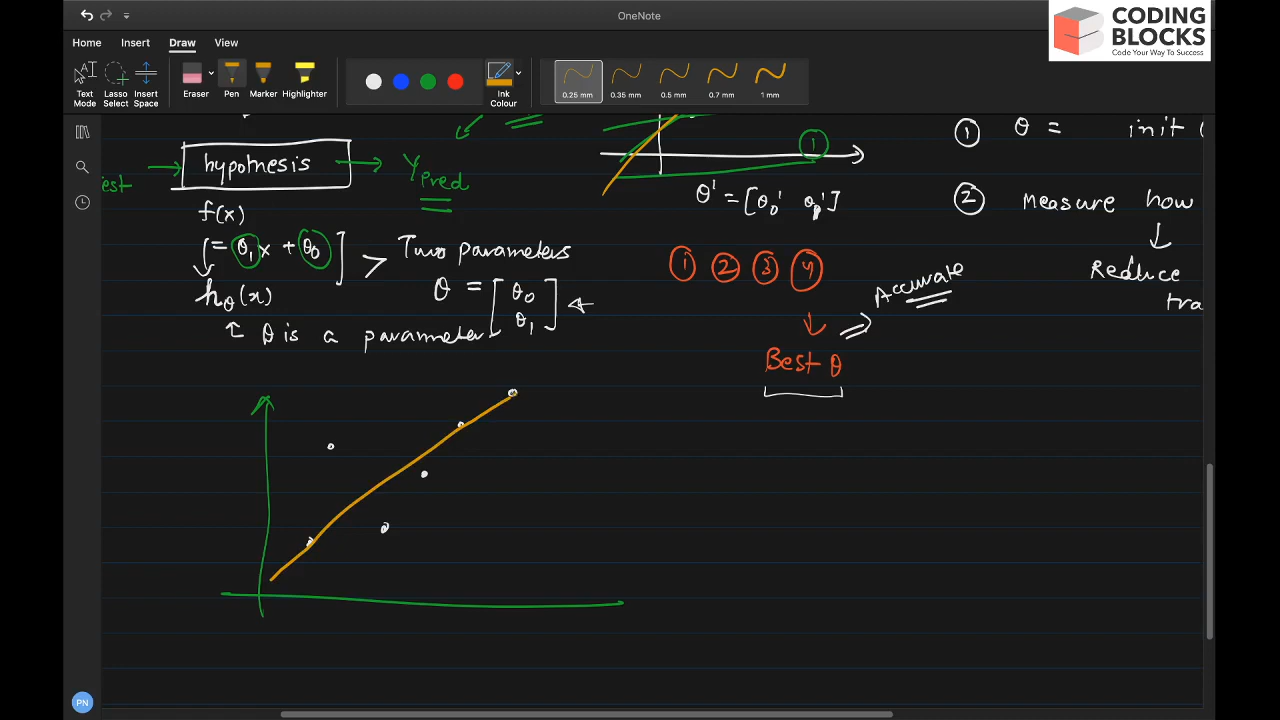 OneNote
CODING
BLOCKS
Code Your Way To Success
Home Insert Draw View
Text Mode
Lasso Select
Insert Space
Eraser
Pen
Marker
Highlighter
Ink Colour
0.25 mm 0.35 mm 0.5 mm 0.7 mm 1 mm
est
hypothesis
Ypred
f(x)
= θ₁x + θ₀
hθ(x)
θ is a parameter
Two parameters
θ = [θ₀ θ₁]
1
θ' = [θ₀' θ₁']
1 2 3 4
Best θ
Accurate
1 θ = init (
2 Measure how
Reduce
tra
PN